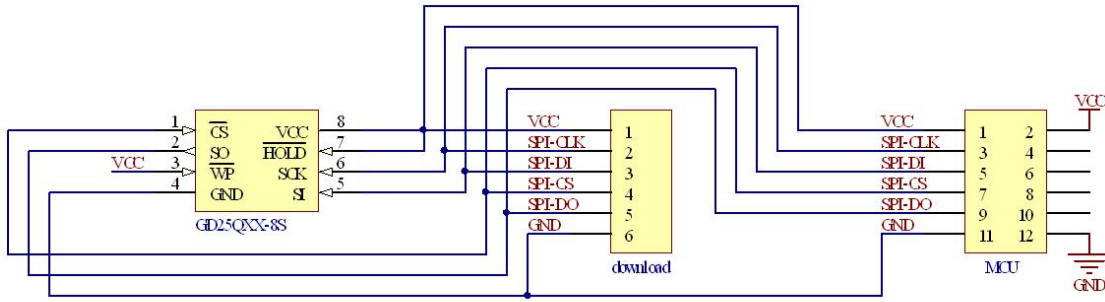 1 CS VCC 8
2 SO HOLD 7
VCC 3 WP SCK 6
4 GND SI 5
GD25QXX-8S
VCC 1
SPI-CLK 2
SPI-DI 3
SPI-CS 4
SPI-DO 5
GND 6
download
VCC 1 2 VCC
SPI-CLK 3 4
SPI-DI 5 6
SPI-CS 7 8
SPI-DO 9 10
GND 11 12
MCU
GND